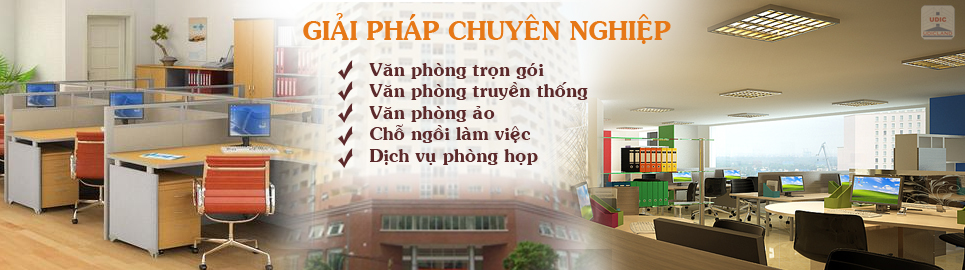 GIẢI PHÁP CHUYÊN NGHIỆP
Văn phòng trọn gói
Văn phòng truyền thống
Văn phòng ảo
Chỗ ngồi làm việc
Dịch vụ phòng họp
UDIC